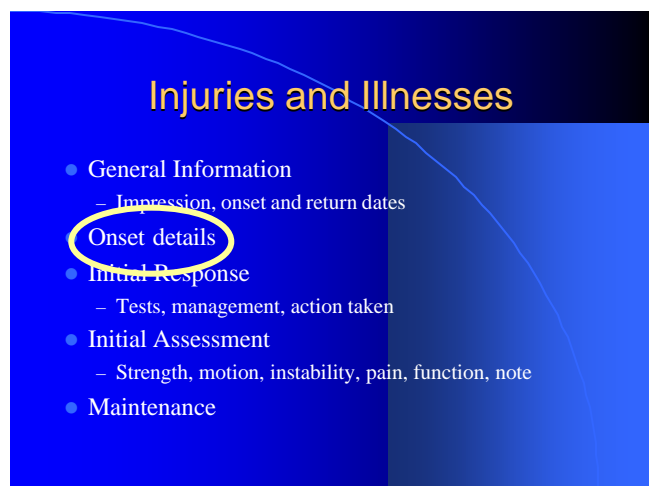 Injuries and Illnesses
General Information
– Impression, onset and return dates
Onset details
Initial Response
– Tests, management, action taken
Initial Assessment
– Strength, motion, instability, pain, function, note
Maintenance